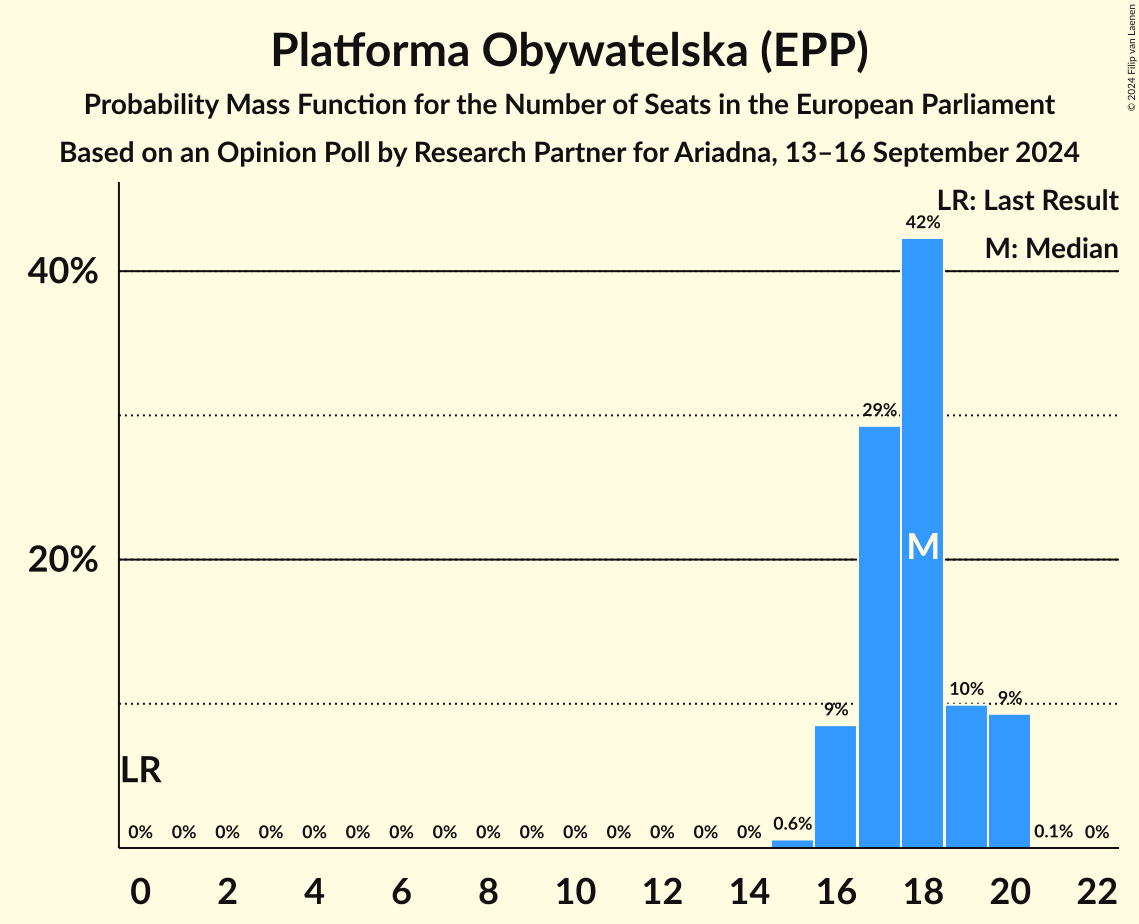 Platforma Obywatelska (EPP)
Probability Mass Function for the Number of Seats in the European Parliament
Based on an Opinion Poll by Research Partner for Ariadna, 13–16 September 2024
© 2024 Filip van Laenen
LR: Last Result
M: Median
42%
40%
29%
20%
M
10%
9%
9%
LR
0% 0% 0% 0% 0% 0% 0% 0% 0% 0% 0% 0% 0% 0% 0% 0.6% 0.1% 0%
0 2 4 6 8 10 12 14 16 18 20 22